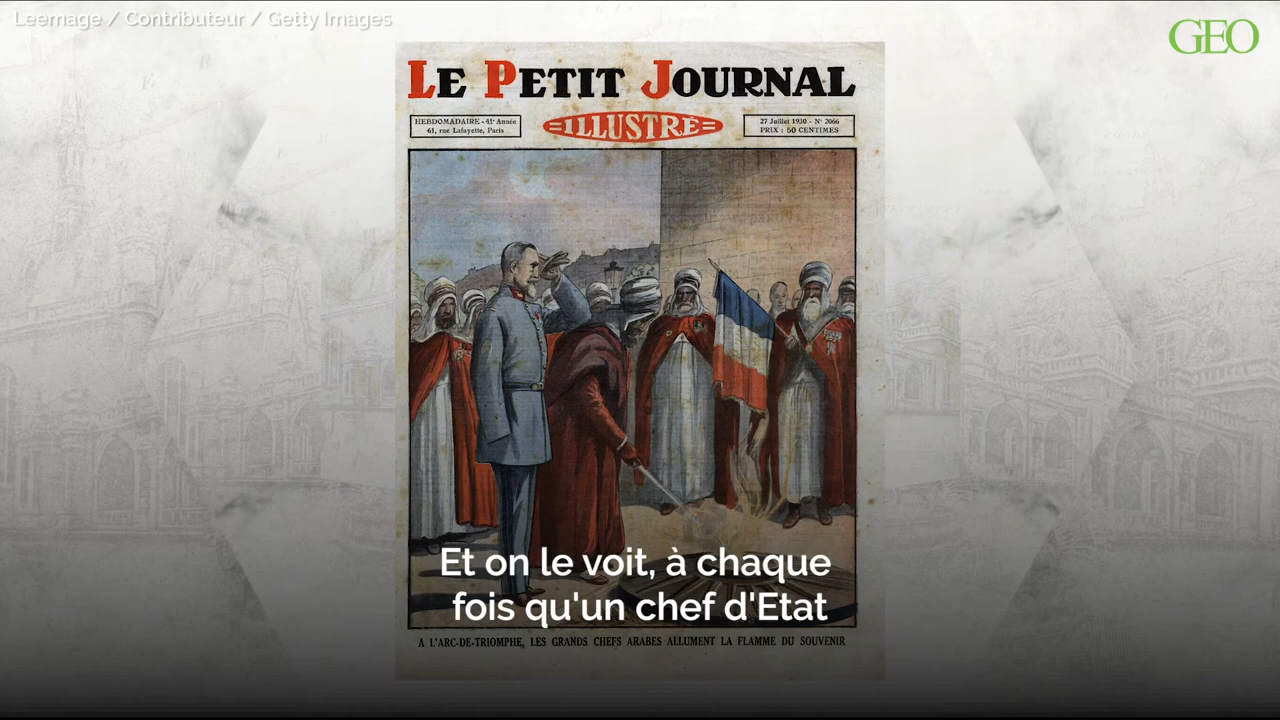 Leemage / Contributeur / Getty Images
GEO
LE PETIT JOURNAL
HEBDOMADAIRE - 41e Année
61, rue Lafayette, Paris
ILLUSTRÉ
27 Juillet 1930 - N° 2066
PRIX : 50 CENTIMES
Et on le voit, à chaque
fois qu'un chef d'Etat
A L'ARC-DE-TRIOMPHE, LES GRANDS CHEFS ARABES ALLUMENT LA FLAMME DU SOUVENIR